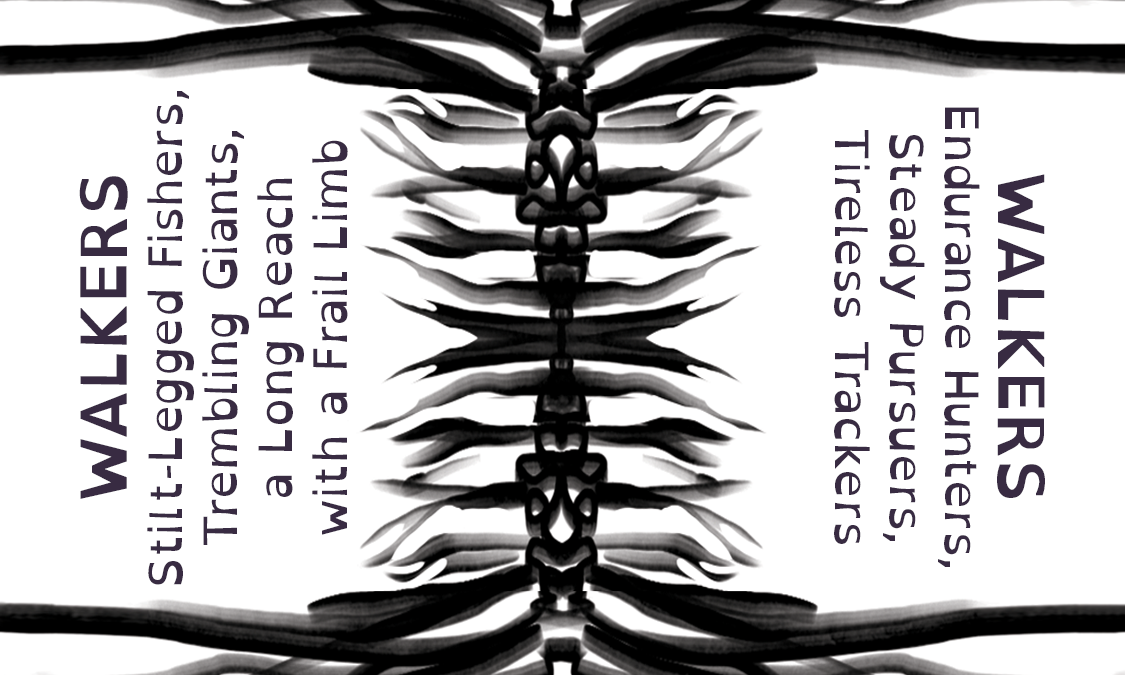 WALKERS
Stilt-Legged Fishers,
Trembling Giants,
a Long Reach
with a Frail Limb
WALKERS
Endurance Hunters,
Steady Pursuers,
Tireless Trackers